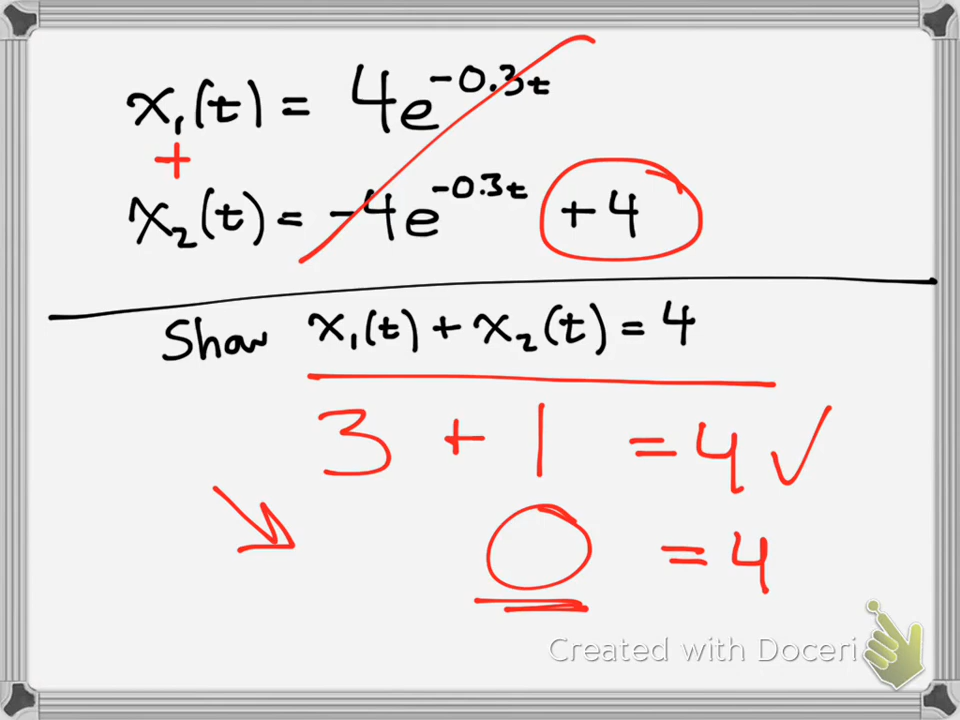 x₁(t) = 4e^{-0.3t}
+
x₂(t) = -4e^{-0.3t} +4
Show x₁(t) + x₂(t) = 4
3 + 1 = 4 ✓
= 4
Created with Doceri